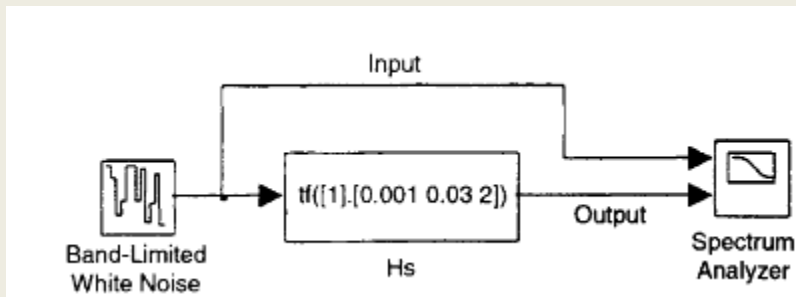 Input
tf([1].[0.001 0.03 2])
Output
Band-Limited
White Noise
Hs
Spectrum
Analyzer